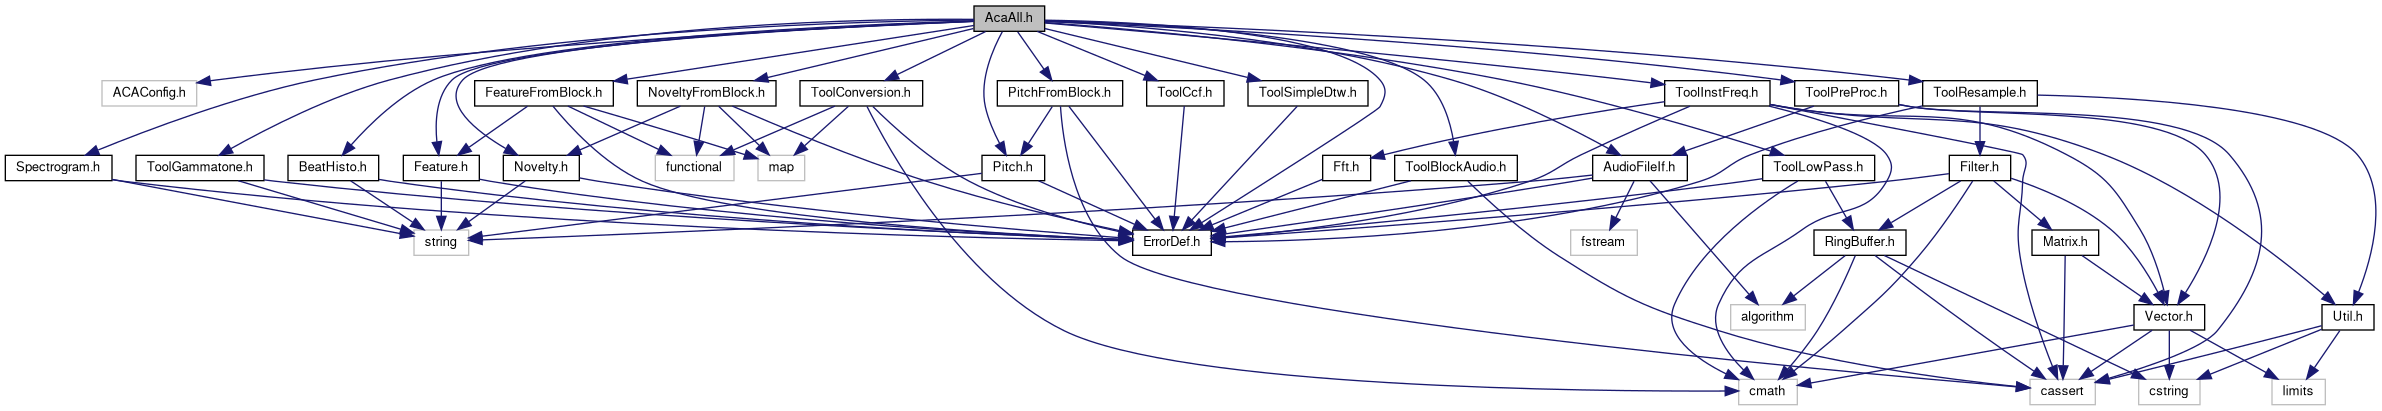 AcaAll.h
ACAConfig.h
FeatureFromBlock.h
NoveltyFromBlock.h
ToolConversion.h
PitchFromBlock.h
ToolCcf.h
ToolSimpleDtw.h
ToolInstFreq.h
ToolPreProc.h
ToolResample.h
Spectrogram.h
ToolGammatone.h
BeatHisto.h
Feature.h
Novelty.h
functional
map
Pitch.h
Fft.h
ToolBlockAudio.h
AudioFileIf.h
ToolLowPass.h
Filter.h
string
ErrorDef.h
fstream
RingBuffer.h
Matrix.h
algorithm
Vector.h
Util.h
cmath
cassert
cstring
limits